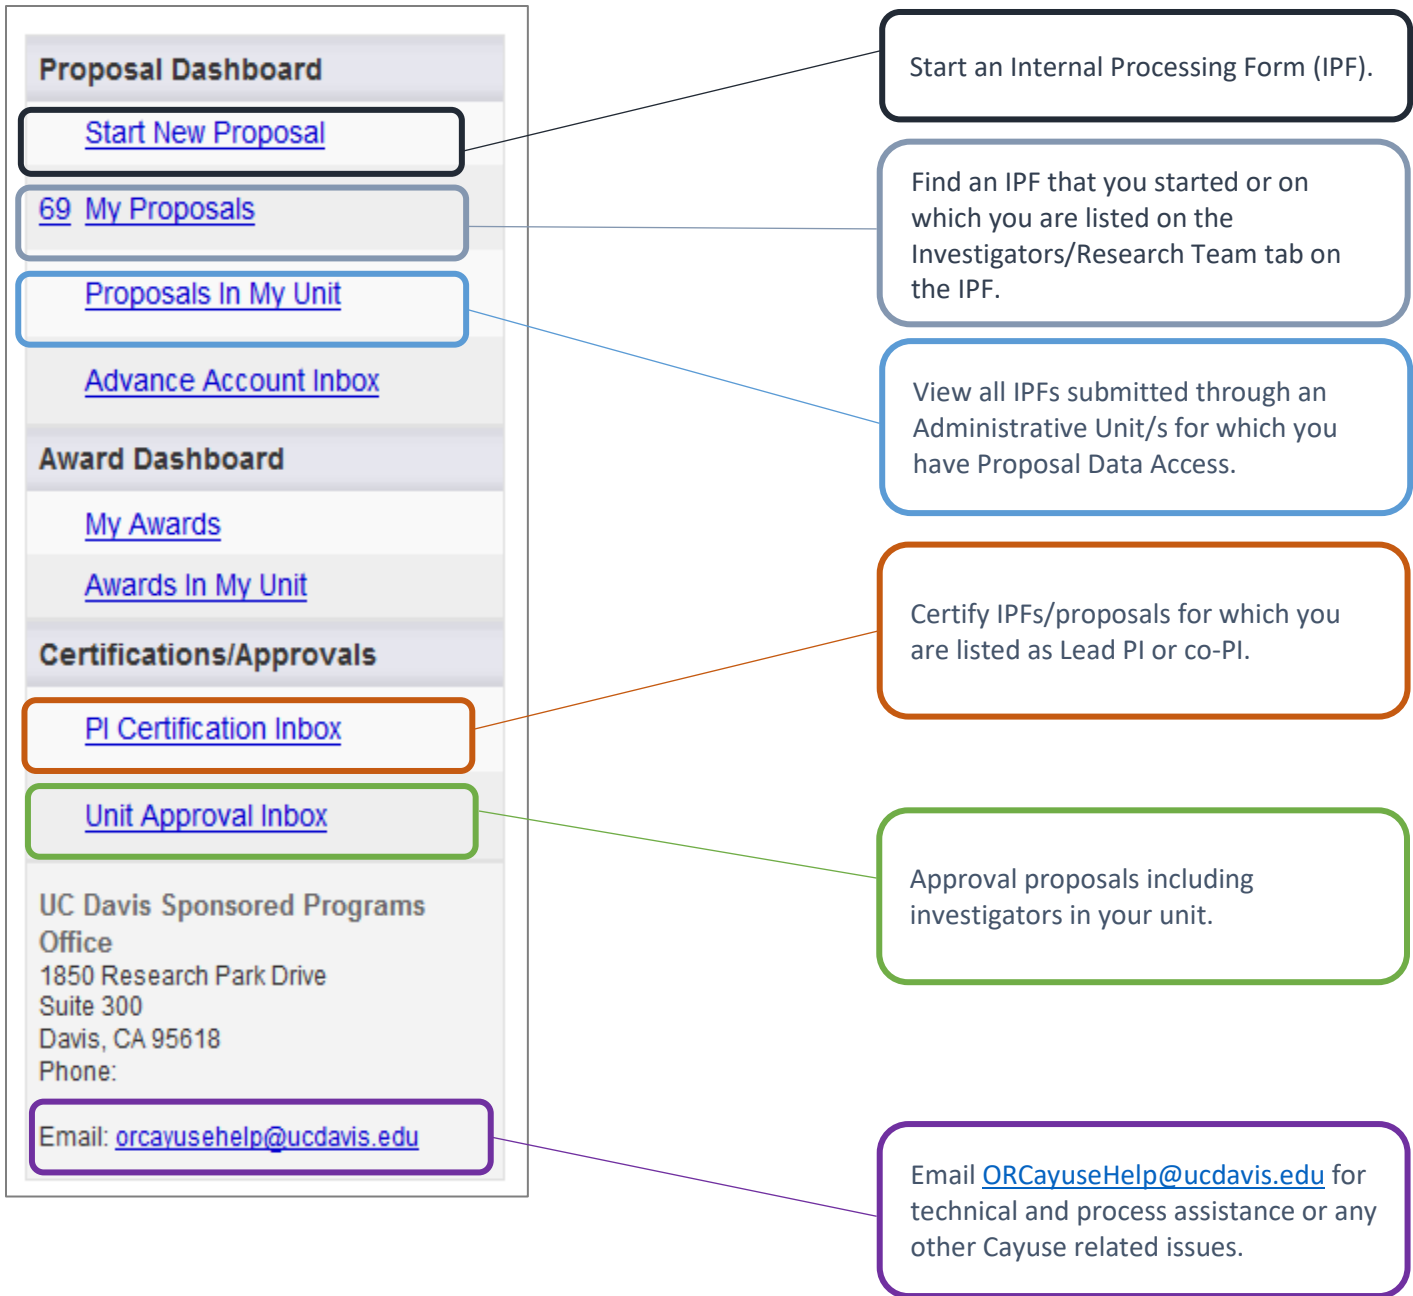 Proposal Dashboard
Start New Proposal
69 My Proposals
Proposals In My Unit
Advance Account Inbox
Award Dashboard
My Awards
Awards In My Unit
Certifications/Approvals
PI Certification Inbox
Unit Approval Inbox
UC Davis Sponsored Programs
Office
1850 Research Park Drive
Suite 300
Davis, CA 95618
Phone:
Email: orcayusehelp@ucdavis.edu
Start an Internal Processing Form (IPF).
Find an IPF that you started or on
which you are listed on the
Investigators/Research Team tab on
the IPF.
View all IPFs submitted through an
Administrative Unit/s for which you
have Proposal Data Access.
Certify IPFs/proposals for which you
are listed as Lead PI or co-PI.
Approval proposals including
investigators in your unit.
Email ORCayuseHelp@ucdavis.edu for
technical and process assistance or any
other Cayuse related issues.